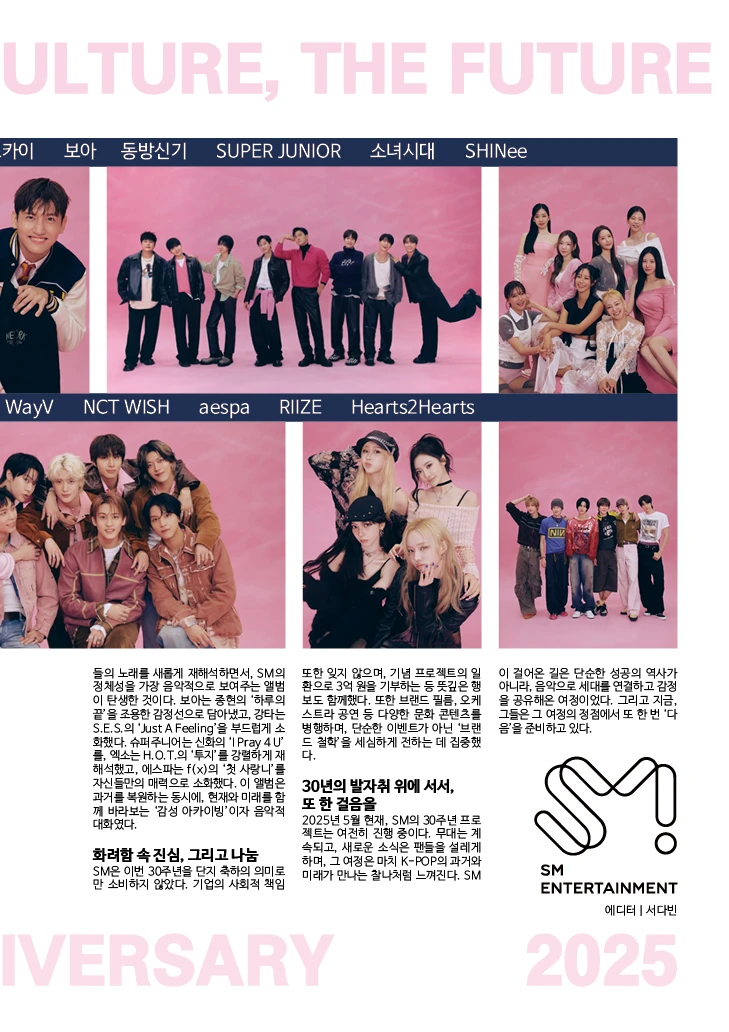 ULTURE, THE FUTURE
카이 보아 동방신기 SUPER JUNIOR 소녀시대 SHINee
WayV NCT WISH aespa RIIZE Hearts2Hearts
들의 노래를 새롭게 재해석하면서, SM의
정체성을 가장 음악적으로 보여주는 앨범
이 탄생한 것이다. 보아는 종현의 ‘하루의
끝’을 조용한 감정선으로 담아냈고, 강타는
S.E.S.의 ‘Just A Feeling’을 부드럽게 소
화했다. 슈퍼주니어는 신화의 ‘I Pray 4 U’
를, 엑소는 H.O.T.의 ‘투지’를 강렬하게 재
해석했고, 에스파는 f(x)의 ‘첫 사랑니’를
자신들만의 매력으로 소화했다. 이 앨범은
과거를 복원하는 동시에, 현재와 미래를 함
께 바라보는 ‘감성 아카이빙’이자 음악적
대화였다.
화려함 속 진심, 그리고 나눔
SM은 이번 30주년을 단지 축하의 의미로
만 소비하지 않았다. 기업의 사회적 책임
또한 잊지 않으며, 기념 프로젝트의 일
환으로 3억 원을 기부하는 등 뜻깊은 행
보도 함께했다. 또한 브랜드 필름, 오케
스트라 공연 등 다양한 문화 콘텐츠를
병행하며, 단순한 이벤트가 아닌 ‘브랜
드 철학’을 세심하게 전하는 데 집중했
다.
30년의 발자취 위에 서서,
또 한 걸음을
2025년 5월 현재, SM의 30주년 프로
젝트는 여전히 진행 중이다. 무대는 계
속되고, 새로운 소식은 팬들을 설레게
하며, 그 여정은 마치 K-POP의 과거와
미래가 만나는 찰나처럼 느껴진다. SM
이 걸어온 길은 단순한 성공의 역사가
아니라, 음악으로 세대를 연결하고 감정
을 공유해온 여정이었다. 그리고 지금,
그들은 그 여정의 정점에서 또 한 번 ‘다
음’을 준비하고 있다.
SM!
SM
ENTERTAINMENT
에디터 | 서다빈
IVERSARY 2025